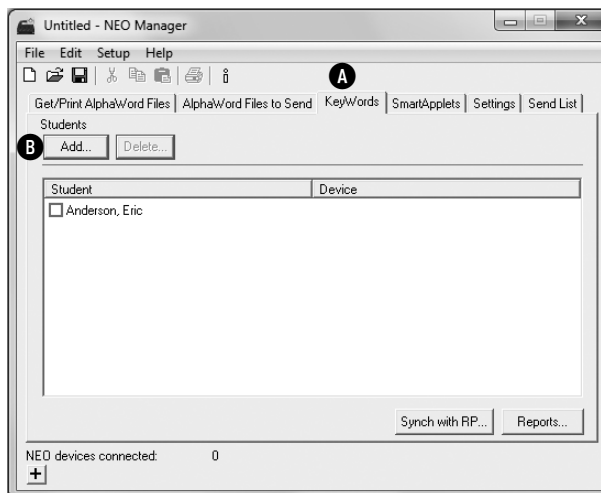 Untitled - NEO Manager
File Edit Setup Help
A
Get/Print AlphaWord Files AlphaWord Files to Send KeyWords SmartApplets Settings Send List
Students
B Add... Delete...
Student Device
Anderson, Eric
Synch with RP... Reports...
NEO devices connected: 0